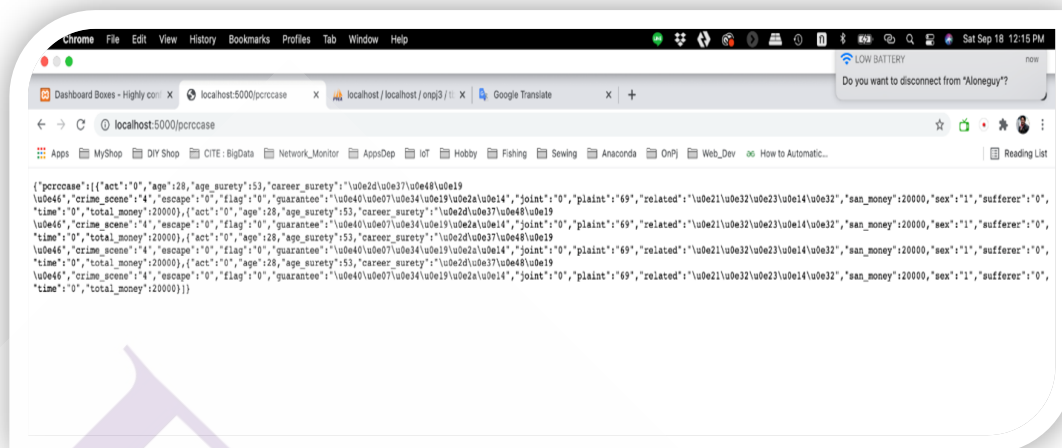 Chrome File Edit View History Bookmarks Profiles Tab Window Help Sat Sep 18 12:15 PM
LOW BATTERY now
Do you want to disconnect from "Aloneguy"?
Dashboard Boxes - Highly con localhost:5000/pcrccase localhost / localhost / onpj3 / t Google Translate
localhost:5000/pcrccase
Apps MyShop DIY Shop CITE : BigData Network_Monitor AppsDep IoT Hobby Fishing Sewing Anaconda OnPj Web_Dev How to Automatic... Reading List
{"pcrccase":[{"act":"0","age":28,"age_surety":53,"career_surety":"\u0e2d\u0e37\u0e48\u0e19
\u0e46","crime_scene":"4","escape":"0","flag":"0","guarantee":"\u0e40\u0e07\u0e34\u0e19\u0e2a\u0e14","joint":"0","plaint":"69","related":"\u0e21\u0e32\u0e23\u0e14\u0e32","san_money":20000,"sex":"1","sufferer":"0",
"time":"0","total_money":20000},{"act":"0","age":28,"age_surety":53,"career_surety":"\u0e2d\u0e37\u0e48\u0e19
\u0e46","crime_scene":"4","escape":"0","flag":"0","guarantee":"\u0e40\u0e07\u0e34\u0e19\u0e2a\u0e14","joint":"0","plaint":"69","related":"\u0e21\u0e32\u0e23\u0e14\u0e32","san_money":20000,"sex":"1","sufferer":"0",
"time":"0","total_money":20000},{"act":"0","age":28,"age_surety":53,"career_surety":"\u0e2d\u0e37\u0e48\u0e19
\u0e46","crime_scene":"4","escape":"0","flag":"0","guarantee":"\u0e40\u0e07\u0e34\u0e19\u0e2a\u0e14","joint":"0","plaint":"69","related":"\u0e21\u0e32\u0e23\u0e14\u0e32","san_money":20000,"sex":"1","sufferer":"0",
"time":"0","total_money":20000},{"act":"0","age":28,"age_surety":53,"career_surety":"\u0e2d\u0e37\u0e48\u0e19
\u0e46","crime_scene":"4","escape":"0","flag":"0","guarantee":"\u0e40\u0e07\u0e34\u0e19\u0e2a\u0e14","joint":"0","plaint":"69","related":"\u0e21\u0e32\u0e23\u0e14\u0e32","san_money":20000,"sex":"1","sufferer":"0",
"time":"0","total_money":20000}]}